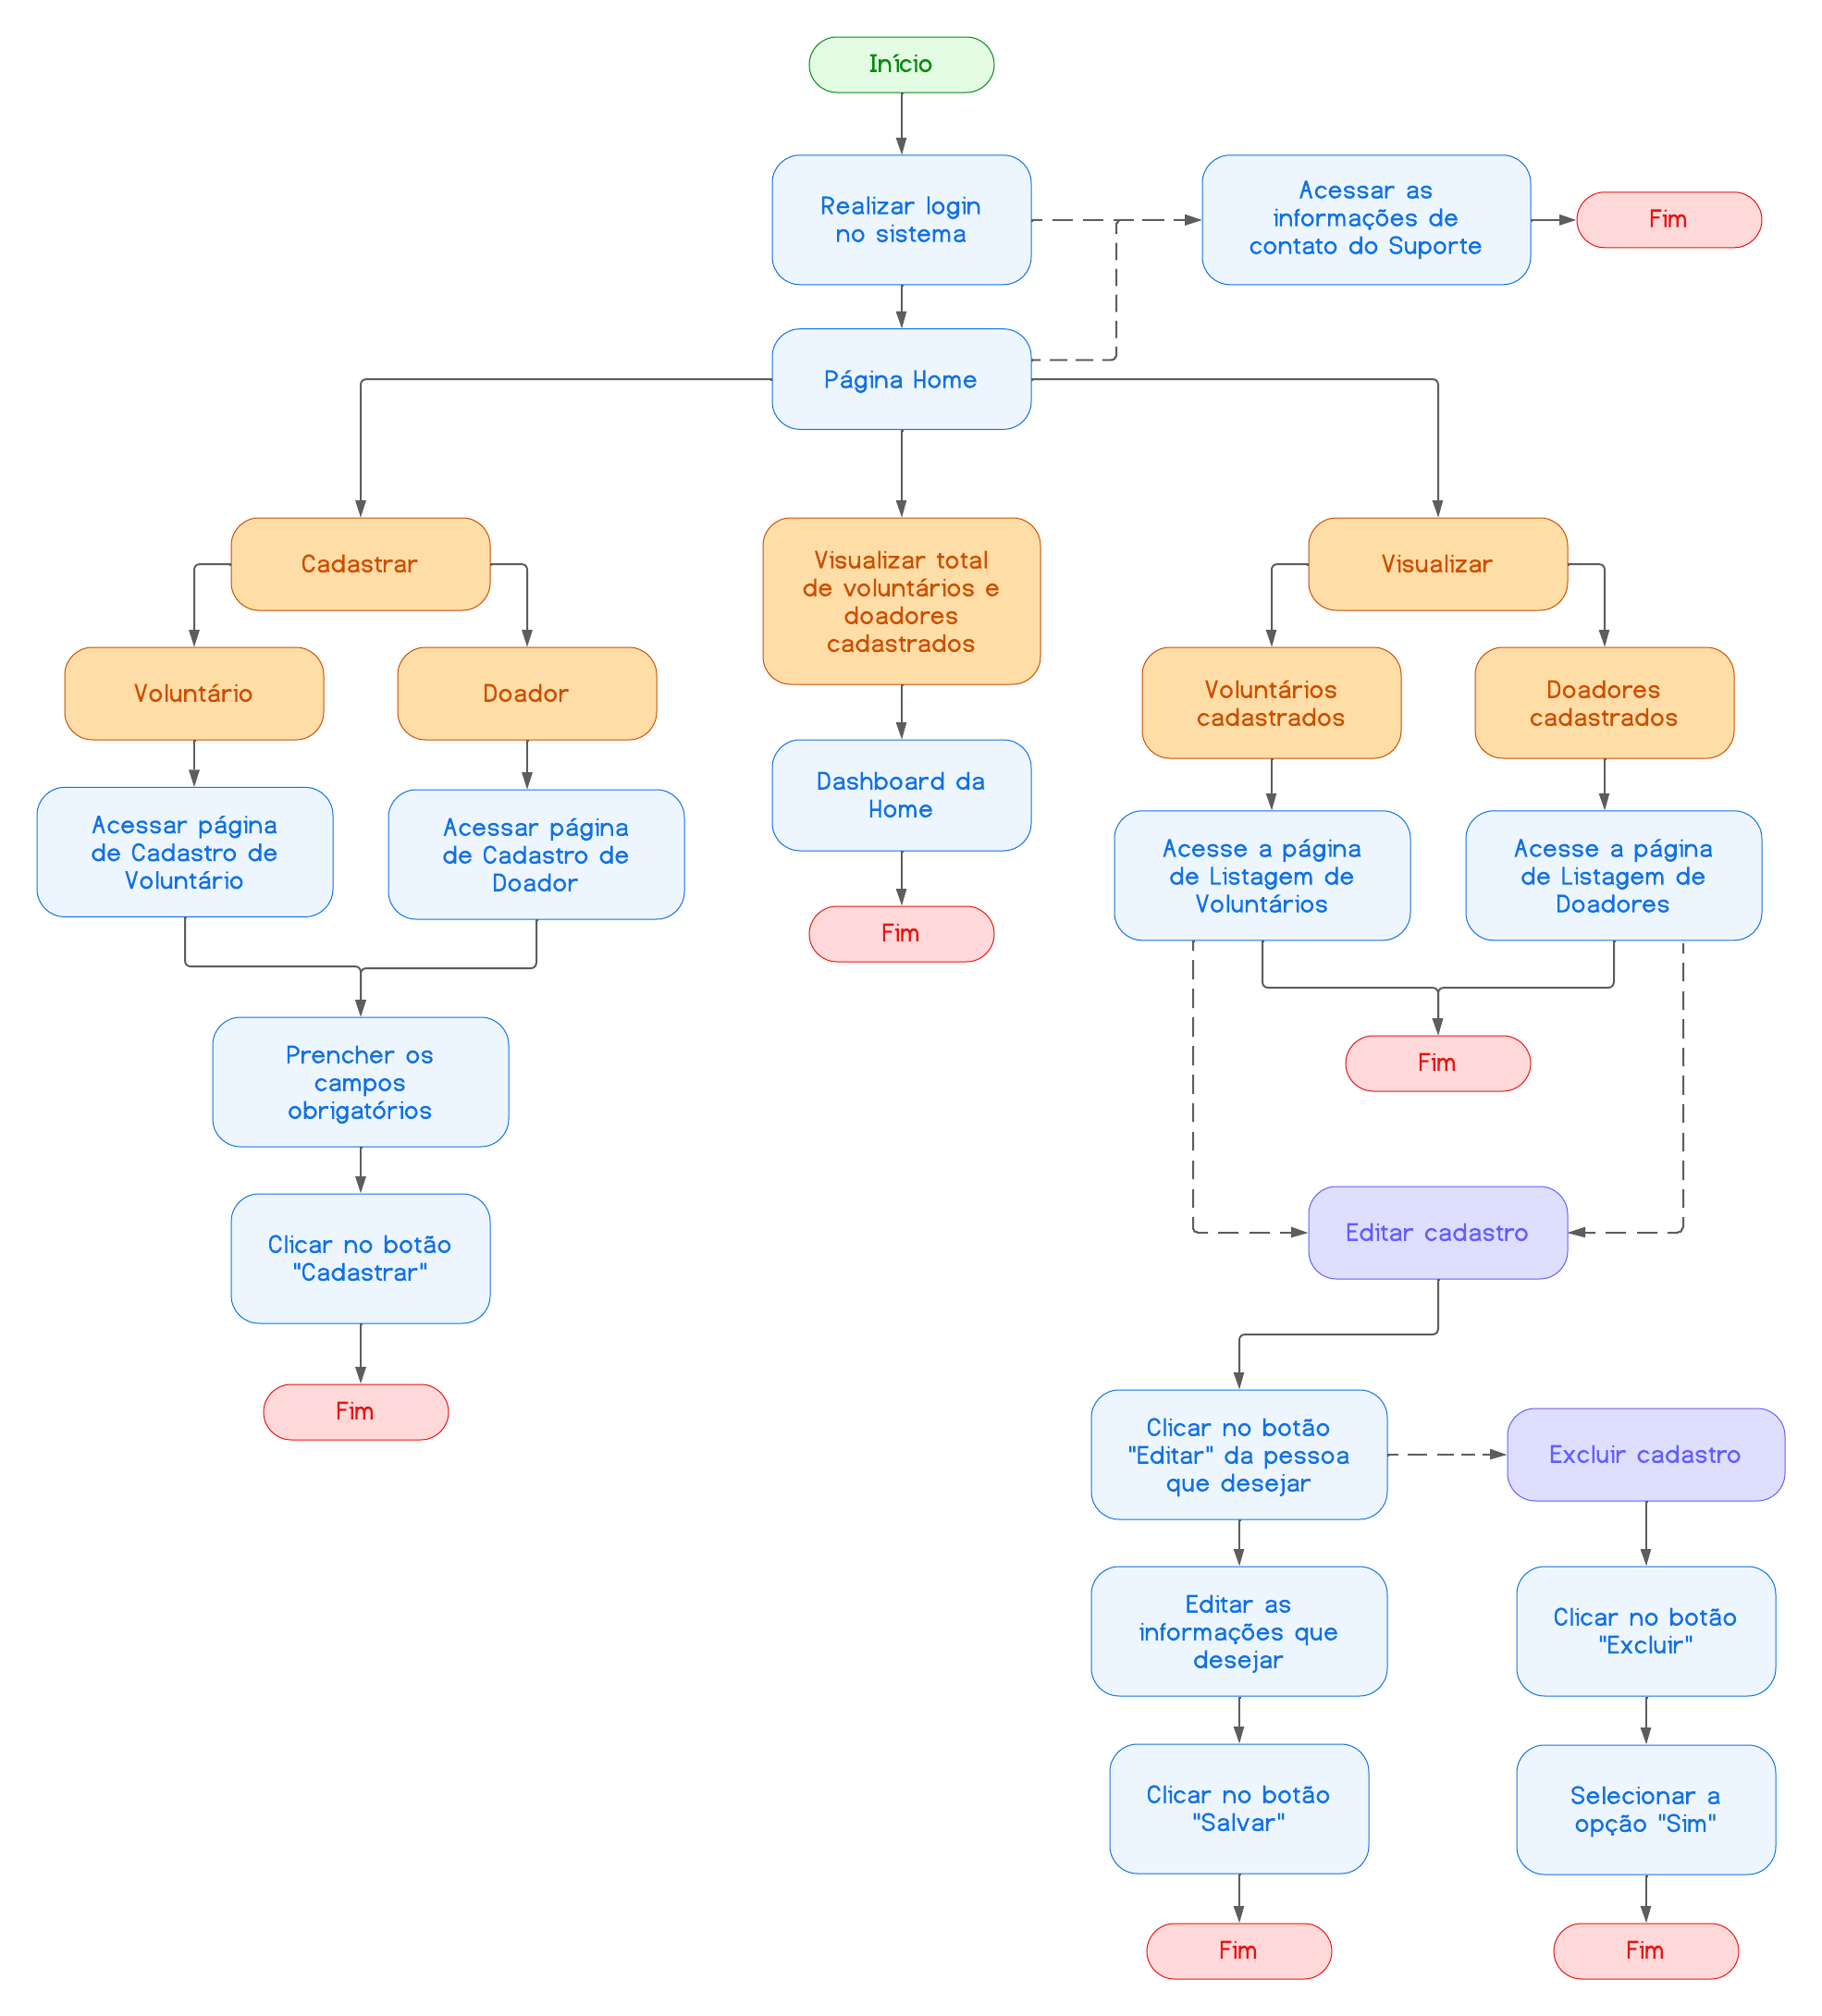 Início
Realizar login
no sistema
Acessar as
informações de
contato do Suporte
Fim
Página Home
Cadastrar
Visualizar total
de voluntários e
doadores
cadastrados
Visualizar
Voluntário
Doador
Voluntários
cadastrados
Doadores
cadastrados
Acessar página
de Cadastro de
Voluntário
Acessar página
de Cadastro de
Doador
Dashboard da
Home
Acesse a página
de Listagem de
Voluntários
Acesse a página
de Listagem de
Doadores
Fim
Prencher os
campos
obrigatórios
Fim
Clicar no botão
"Cadastrar"
Editar cadastro
Fim
Clicar no botão
"Editar" da pessoa
que desejar
Excluir cadastro
Editar as
informações que
desejar
Clicar no botão
"Excluir"
Clicar no botão
"Salvar"
Selecionar a
opção "Sim"
Fim
Fim